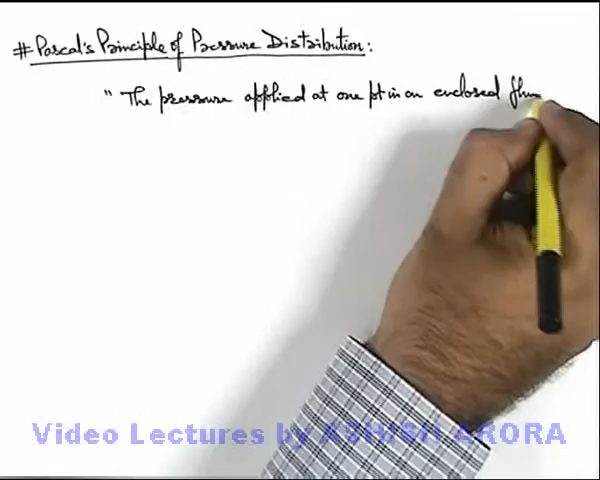 # Pascal's Principle of Pressure Distribution:
" The pressure applied at one pt in an enclosed
Video Lectures by ASHISH ARORA